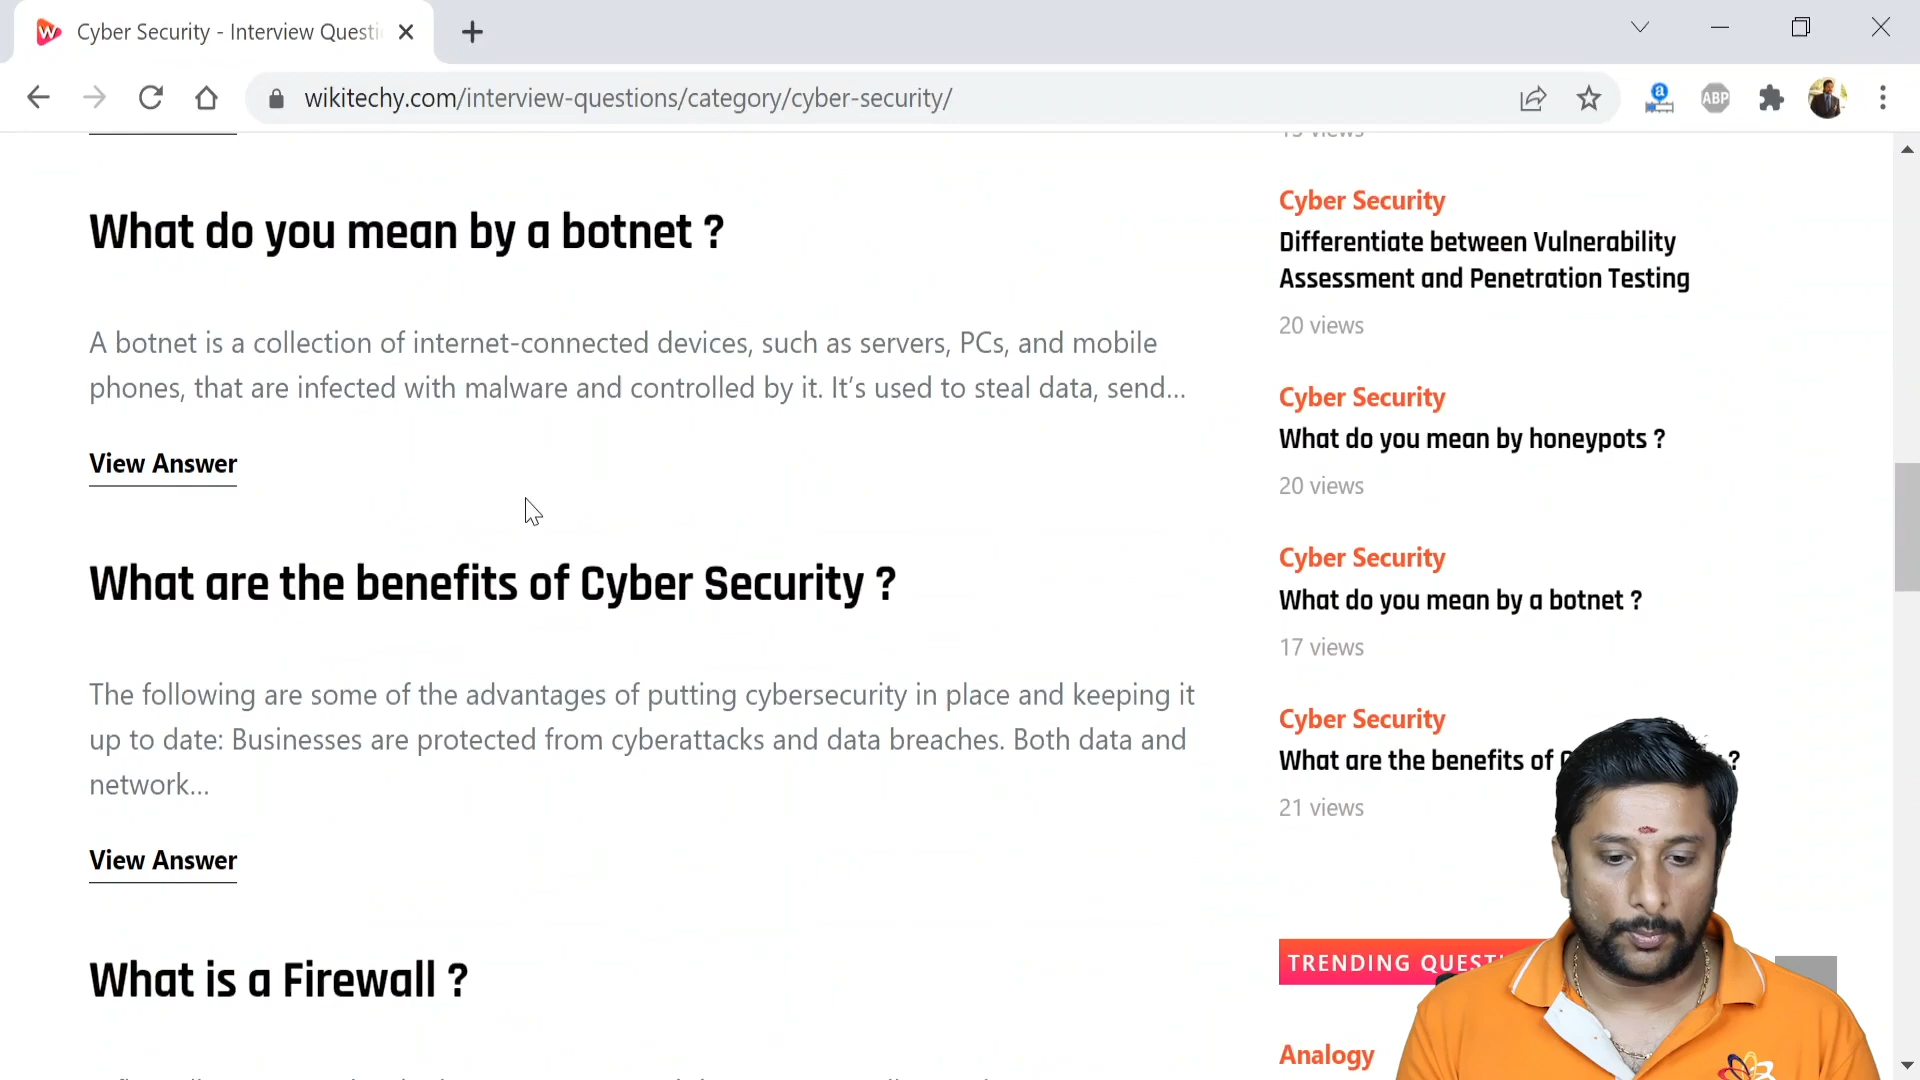 Cyber Security - Interview Questi
wikitechy.com/interview-questions/category/cyber-security/
ABP
What do you mean by a botnet ?
A botnet is a collection of internet-connected devices, such as servers, PCs, and mobile
phones, that are infected with malware and controlled by it. It’s used to steal data, send...
View Answer
What are the benefits of Cyber Security ?
The following are some of the advantages of putting cybersecurity in place and keeping it
up to date: Businesses are protected from cyberattacks and data breaches. Both data and
network...
View Answer
What is a Firewall ?
Cyber Security
Differentiate between Vulnerability
Assessment and Penetration Testing
20 views
Cyber Security
What do you mean by honeypots ?
20 views
Cyber Security
What do you mean by a botnet ?
17 views
Cyber Security
What are the benefits of ?
21 views
TRENDING QUEST
Analogy